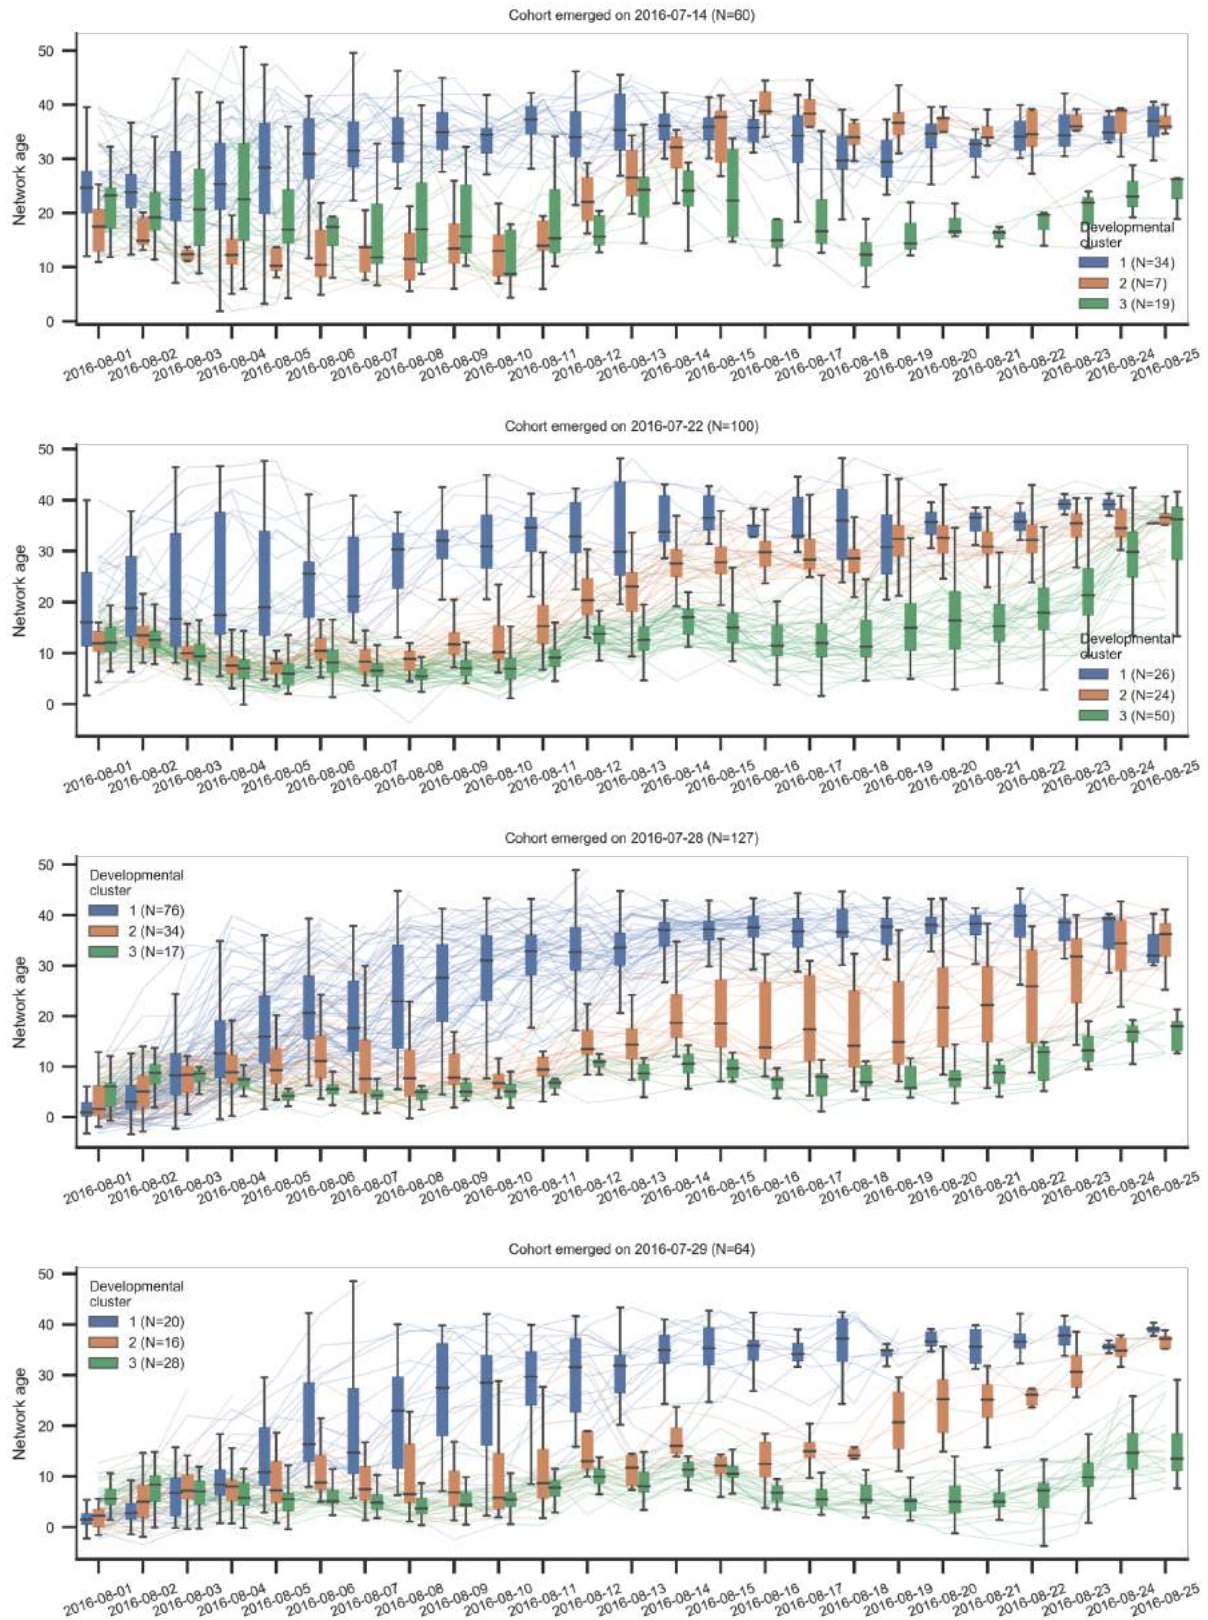 Cohort emerged on 2016-07-14 (N=60)
50
40
30
20
10
0
Network age
Developmental
cluster
1 (N=34)
2 (N=7)
3 (N=19)
2016-08-01 2016-08-02 2016-08-03 2016-08-04 2016-08-05 2016-08-06 2016-08-07 2016-08-08 2016-08-09 2016-08-10 2016-08-11 2016-08-12 2016-08-13 2016-08-14 2016-08-15 2016-08-16 2016-08-17 2016-08-18 2016-08-19 2016-08-20 2016-08-21 2016-08-22 2016-08-23 2016-08-24 2016-08-25
Cohort emerged on 2016-07-22 (N=100)
50
40
30
20
10
0
Network age
Developmental
cluster
1 (N=26)
2 (N=24)
3 (N=50)
2016-08-01 2016-08-02 2016-08-03 2016-08-04 2016-08-05 2016-08-06 2016-08-07 2016-08-08 2016-08-09 2016-08-10 2016-08-11 2016-08-12 2016-08-13 2016-08-14 2016-08-15 2016-08-16 2016-08-17 2016-08-18 2016-08-19 2016-08-20 2016-08-21 2016-08-22 2016-08-23 2016-08-24 2016-08-25
Cohort emerged on 2016-07-28 (N=127)
50
40
30
20
10
0
Network age
Developmental
cluster
1 (N=76)
2 (N=34)
3 (N=17)
2016-08-01 2016-08-02 2016-08-03 2016-08-04 2016-08-05 2016-08-06 2016-08-07 2016-08-08 2016-08-09 2016-08-10 2016-08-11 2016-08-12 2016-08-13 2016-08-14 2016-08-15 2016-08-16 2016-08-17 2016-08-18 2016-08-19 2016-08-20 2016-08-21 2016-08-22 2016-08-23 2016-08-24 2016-08-25
Cohort emerged on 2016-07-29 (N=64)
50
40
30
20
10
0
Network age
Developmental
cluster
1 (N=20)
2 (N=16)
3 (N=28)
2016-08-01 2016-08-02 2016-08-03 2016-08-04 2016-08-05 2016-08-06 2016-08-07 2016-08-08 2016-08-09 2016-08-10 2016-08-11 2016-08-12 2016-08-13 2016-08-14 2016-08-15 2016-08-16 2016-08-17 2016-08-18 2016-08-19 2016-08-20 2016-08-21 2016-08-22 2016-08-23 2016-08-24 2016-08-25